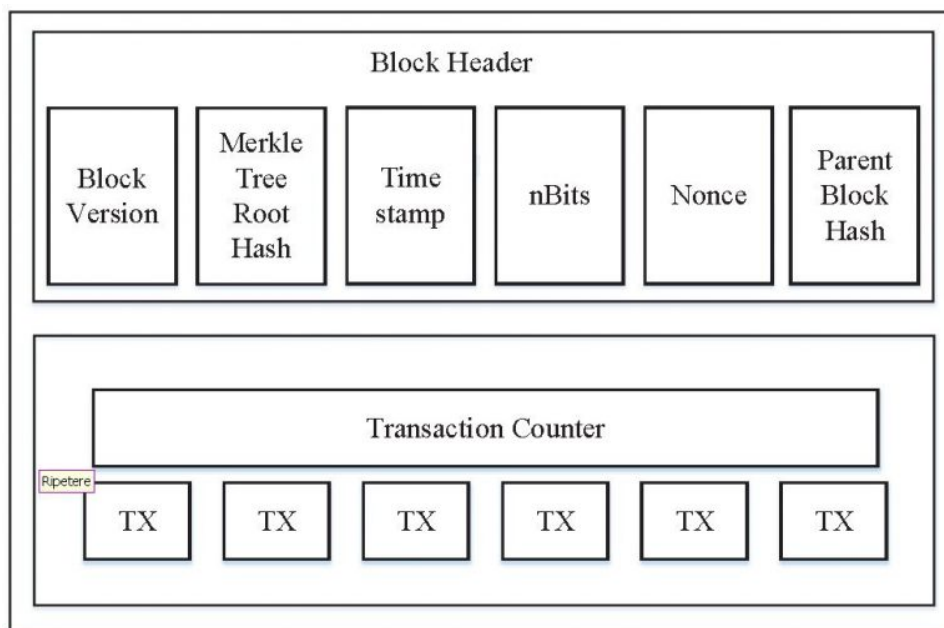 Block Header
Block
Version
Merkle
Tree
Root
Hash
Time
stamp
nBits
Nonce
Parent
Block
Hash
Transaction Counter
Ripetere
TX TX TX TX TX TX